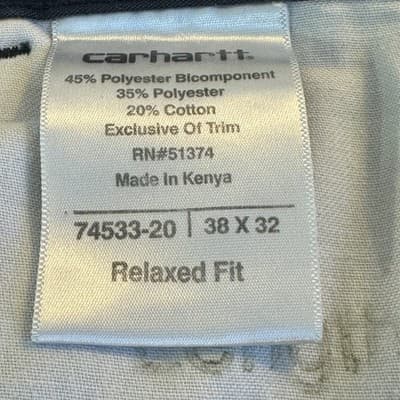 carhartt
45% Polyester Bicomponent
35% Polyester
20% Cotton
Exclusive Of Trim
RN#51374
Made In Kenya
74533-20 | 38 X 32
Relaxed Fit